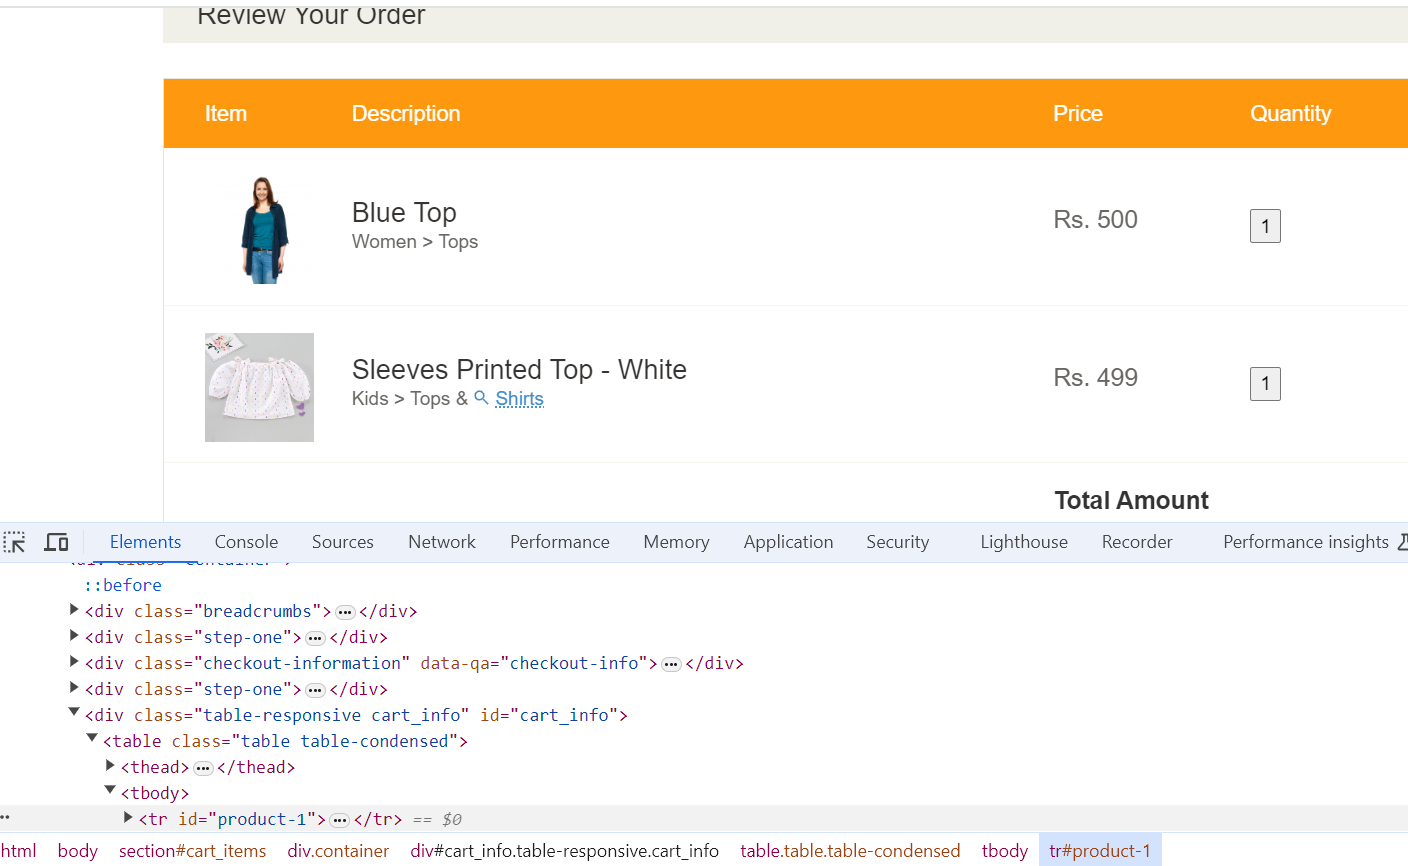 Review Your Order
Item Description Price Quantity
Blue Top
Women > Tops
Rs. 500
1
Sleeves Printed Top - White
Kids > Tops & Shirts
Rs. 499
1
Total Amount
Elements Console Sources Network Performance Memory Application Security Lighthouse Recorder Performance insights
::before
<div class="breadcrumbs">…</div>
<div class="step-one">…</div>
<div class="checkout-information" data-qa="checkout-info">…</div>
<div class="step-one">…</div>
<div class="table-responsive cart_info" id="cart_info">
<table class="table table-condensed">
<thead>…</thead>
<tbody>
<tr id="product-1">…</tr> == $0
html body section#cart_items div.container div#cart_info.table-responsive.cart_info table.table.table-condensed tbody tr#product-1